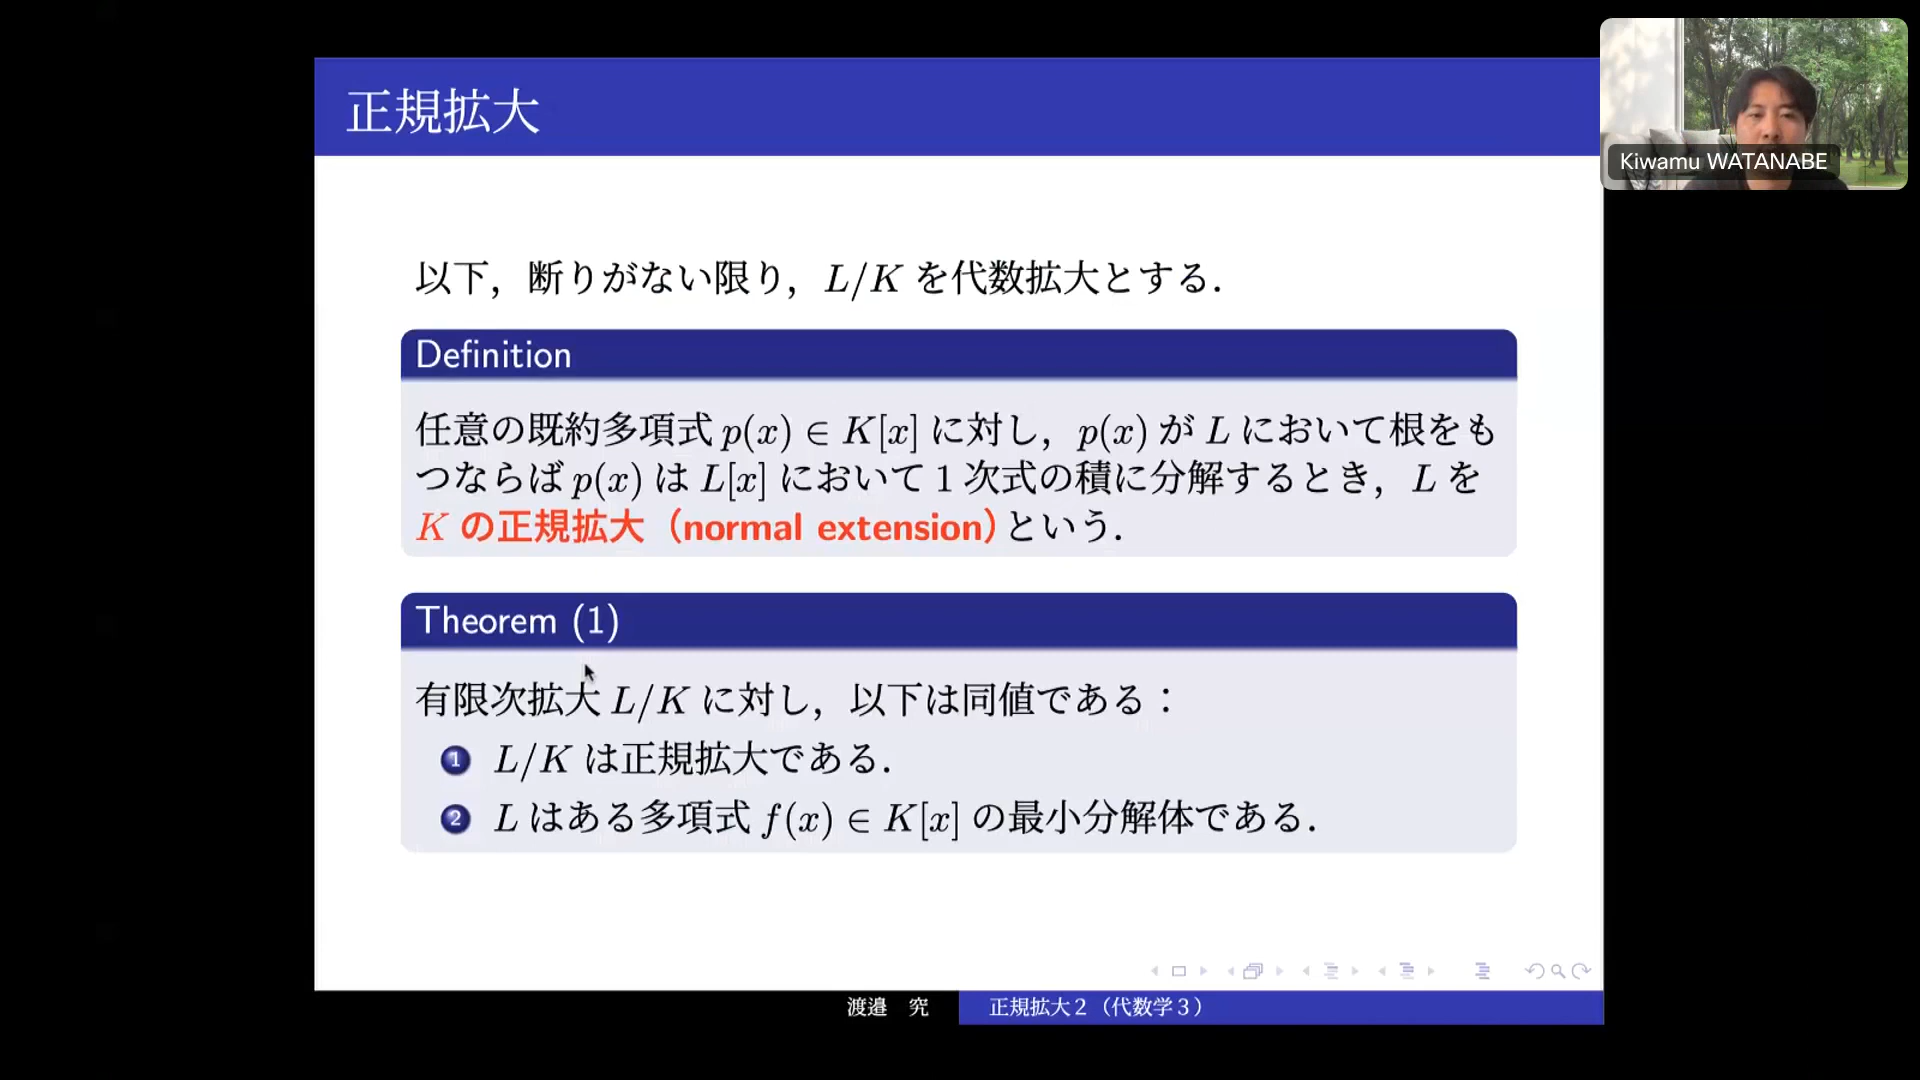 正規拡大
Kiwamu WATANABE
以下，断りがない限り，L/K を代数拡大とする．
Definition
任意の既約多項式 p(x) ∈ K[x] に対し，p(x) が L において根をも
つならば p(x) は L[x] において 1 次式の積に分解するとき，L を
K の正規拡大（normal extension）という．
Theorem (1)
有限次拡大 L/K に対し，以下は同値である：
1 L/K は正規拡大である．
2 L はある多項式 f(x) ∈ K[x] の最小分解体である．
渡邉　究
正規拡大２（代数学３）